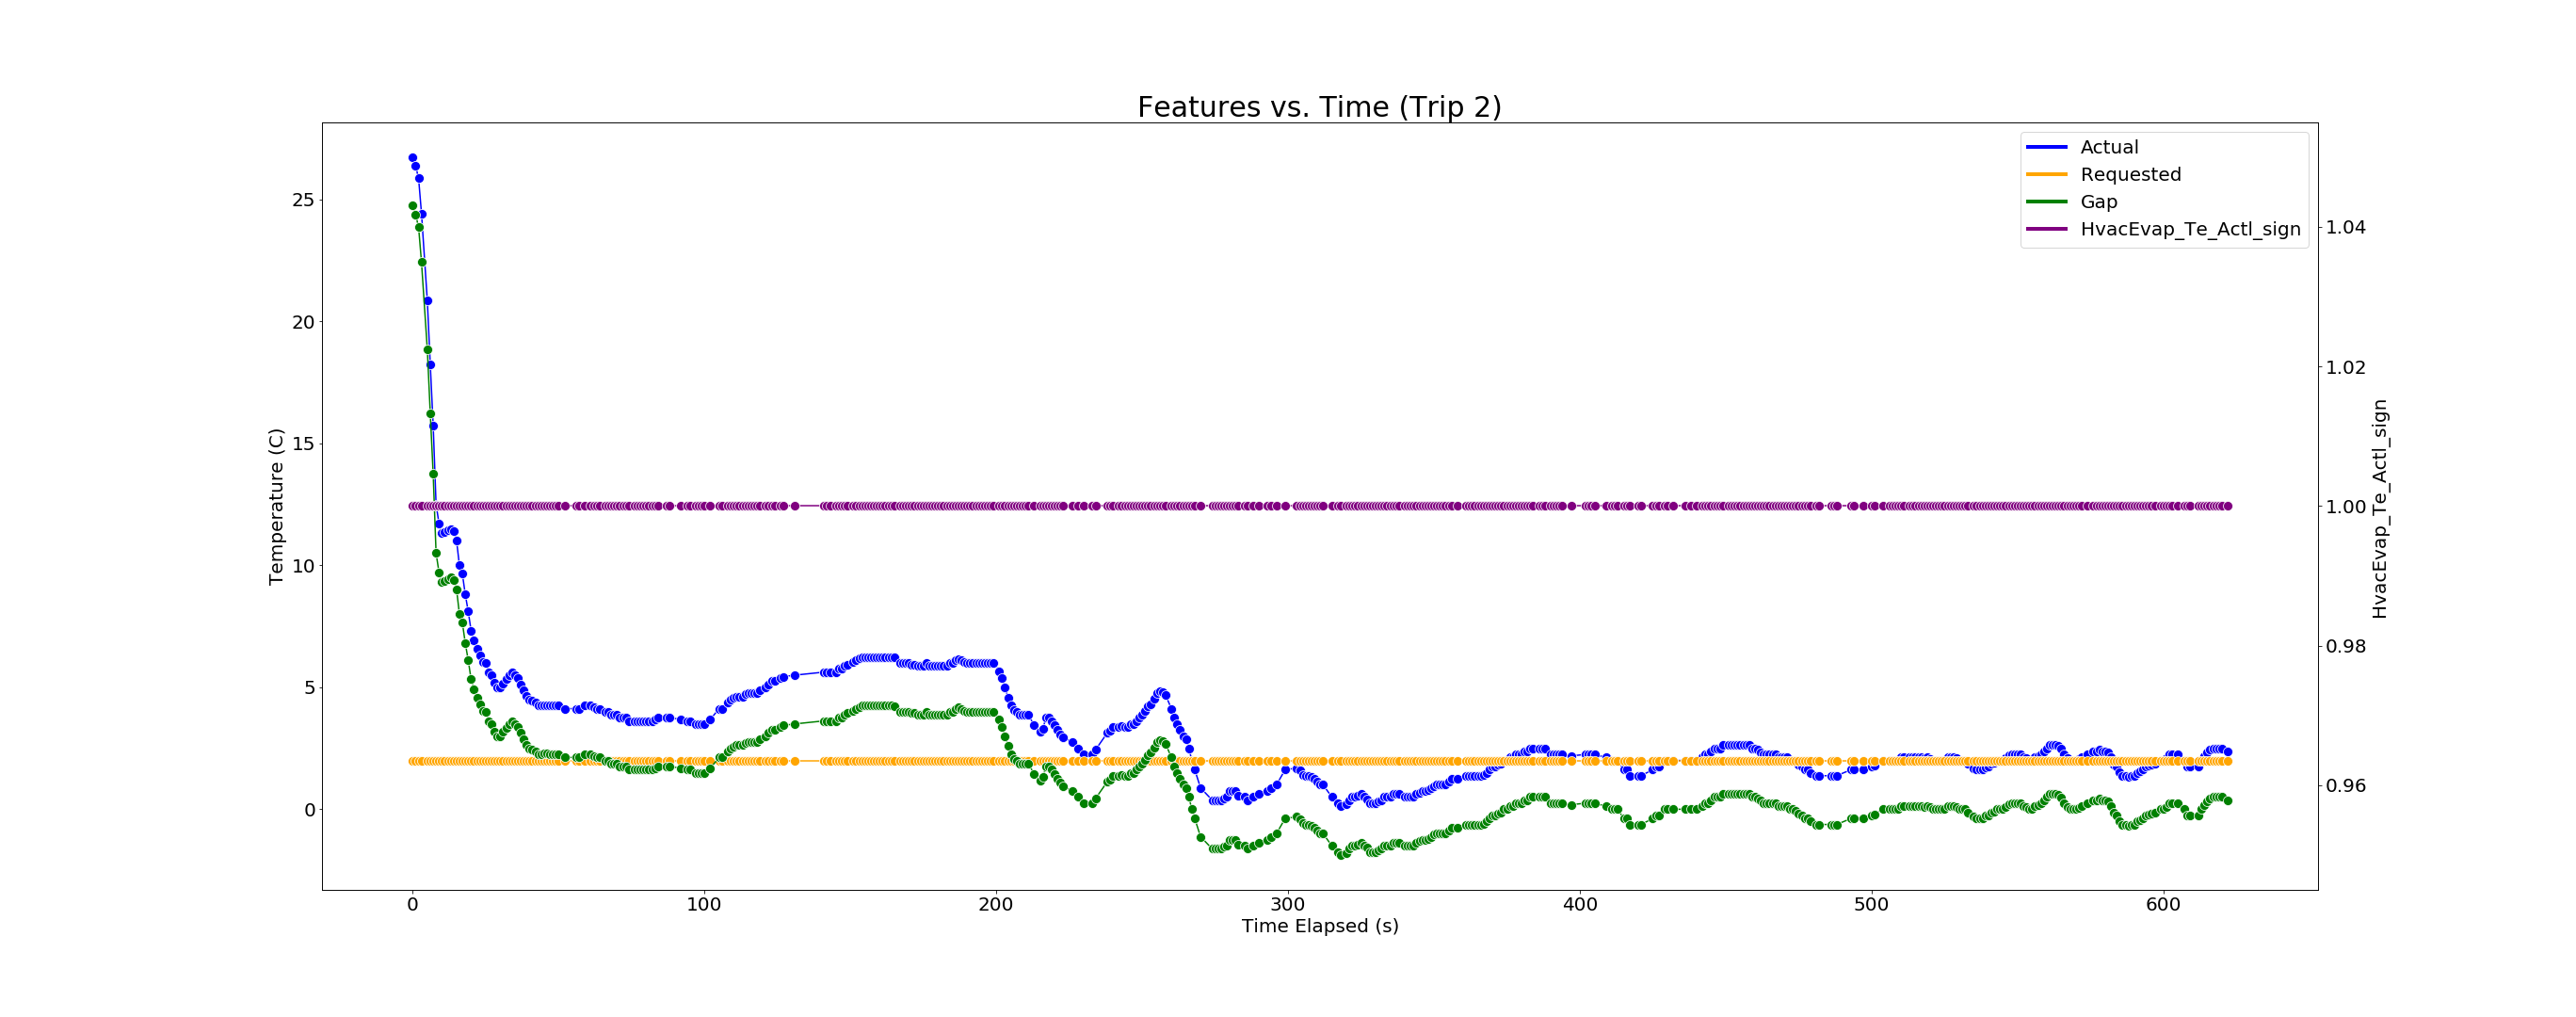 Features vs. Time (Trip 2)
Actual
Requested
Gap
HvacEvap_Te_Actl_sign
25
20
15
10
5
0
Temperature (C)
1.04
1.02
1.00
0.98
0.96
HvacEvap_Te_Actl_sign
0 100 200 300 400 500 600
Time Elapsed (s)